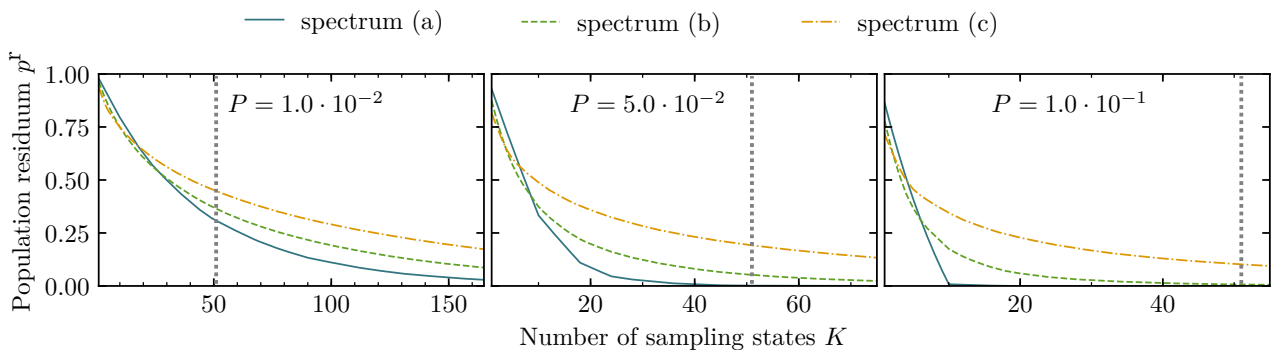 spectrum (a) spectrum (b) spectrum (c)
Population residuum p^r
1.00
0.75
0.50
0.25
0.00
P = 1.0 · 10^{-2}
P = 5.0 · 10^{-2}
P = 1.0 · 10^{-1}
50 100 150
20 40 60
20 40
Number of sampling states K